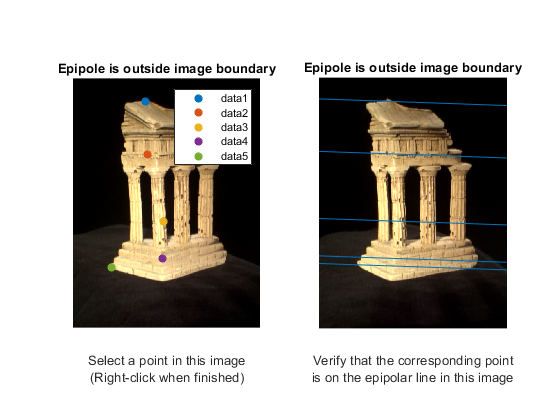 Epipole is outside image boundary
Epipole is outside image boundary
data1
data2
data3
data4
data5
Select a point in this image
(Right-click when finished)
Verify that the corresponding point
is on the epipolar line in this image